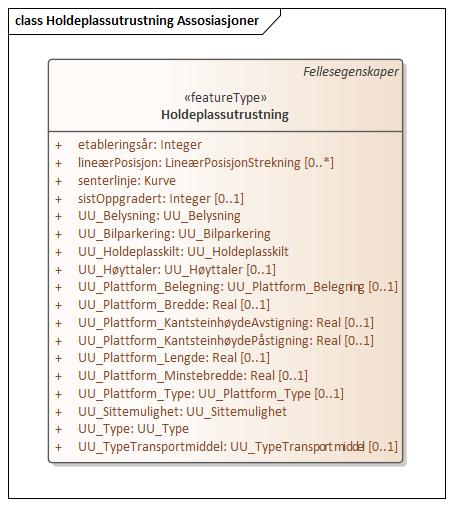 class Holdeplassutrustning Assosiasjoner
Fellesegenskaper
«featureType»
Holdeplassutrustning
+ etableringsår: Integer
+ lineærPosisjon: LineærPosisjonStrekning [0..*]
+ senterlinje: Kurve
+ sistOppgradert: Integer [0..1]
+ UU_Belysning: UU_Belysning
+ UU_Bilparkering: UU_Bilparkering
+ UU_Holdeplasskilt: UU_Holdeplasskilt
+ UU_Høyttaler: UU_Høyttaler [0..1]
+ UU_Plattform_Belegning: UU_Plattform_Belegning [0..1]
+ UU_Plattform_Bredde: Real [0..1]
+ UU_Plattform_KantsteinhøydeAvstigning: Real [0..1]
+ UU_Plattform_KantsteinhøydePåstigning: Real [0..1]
+ UU_Plattform_Lengde: Real [0..1]
+ UU_Plattform_Minstebredde: Real [0..1]
+ UU_Plattform_Type: UU_Plattform_Type [0..1]
+ UU_Sittemulighet: UU_Sittemulighet
+ UU_Type: UU_Type
+ UU_TypeTransportmiddel: UU_TypeTransportmiddel [0..1]